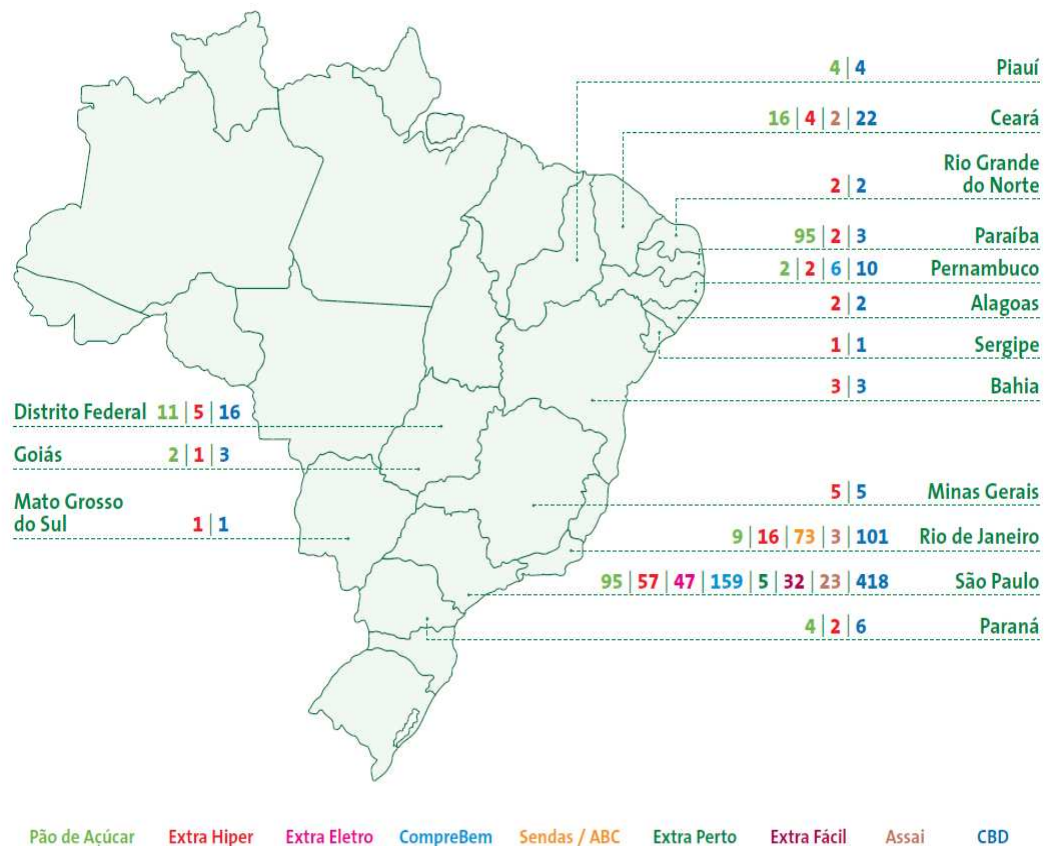 4 | 4 Piauí
16 | 4 | 2 | 22 Ceará
Rio Grande
do Norte
2 | 2
95 | 2 | 3 Paraíba
2 | 2 | 6 | 10 Pernambuco
2 | 2 Alagoas
1 | 1 Sergipe
3 | 3 Bahia
Distrito Federal 11 | 5 | 16
Goiás 2 | 1 | 3
Mato Grosso
do Sul 1 | 1
5 | 5 Minas Gerais
9 | 16 | 73 | 3 | 101 Rio de Janeiro
95 | 57 | 47 | 159 | 5 | 32 | 23 | 418 São Paulo
4 | 2 | 6 Paraná
Pão de Açúcar Extra Hiper Extra Eletro CompreBem Sendas / ABC Extra Perto Extra Fácil Assai CBD